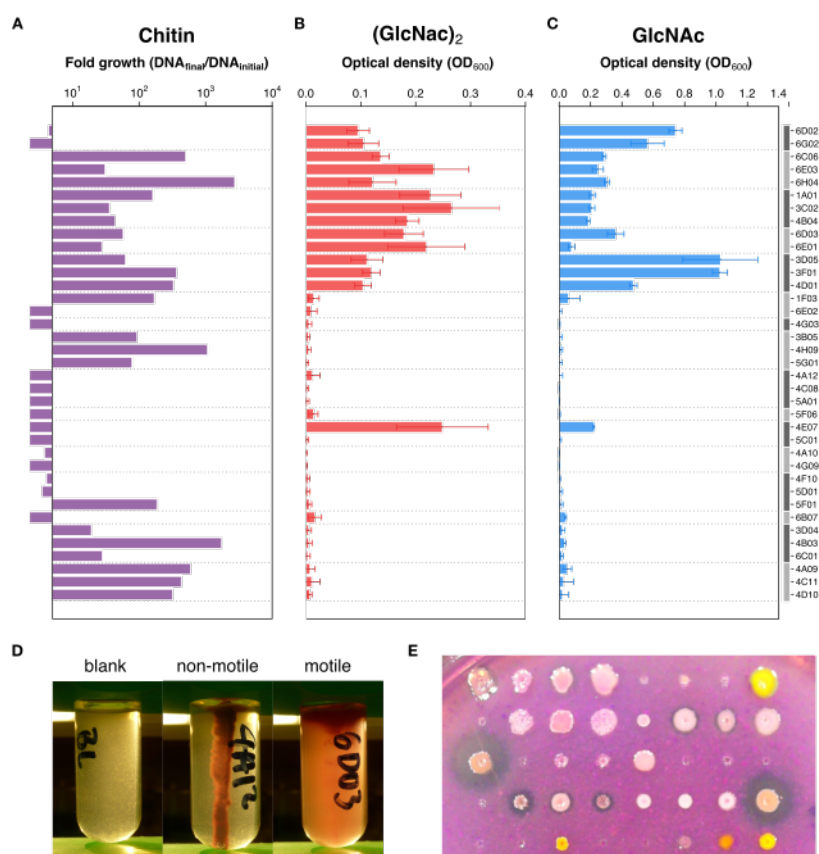 A
Chitin
Fold growth (DNAfinal/DNAinitial)
10¹ 10² 10³ 10⁴
B
(GlcNac)₂
Optical density (OD₆₀₀)
0.0 0.1 0.2 0.3 0.4
C
GlcNAc
Optical density (OD₆₀₀)
0.0 0.2 0.4 0.6 0.8 1.0 1.2 1.4
6D02
6G02
6C06
6E03
6H04
1A01
3C02
4B04
6D03
6E01
3D05
3F01
4D01
1F03
6E02
4G03
3B05
4H09
5G01
4A12
4C08
5A01
5F06
4E07
5C01
4A10
4G09
4F10
5D01
5F01
6B07
3D04
4B03
6C01
4A09
4C11
4D10
D
blank
non-motile
motile
BL
4A12
6D03
E